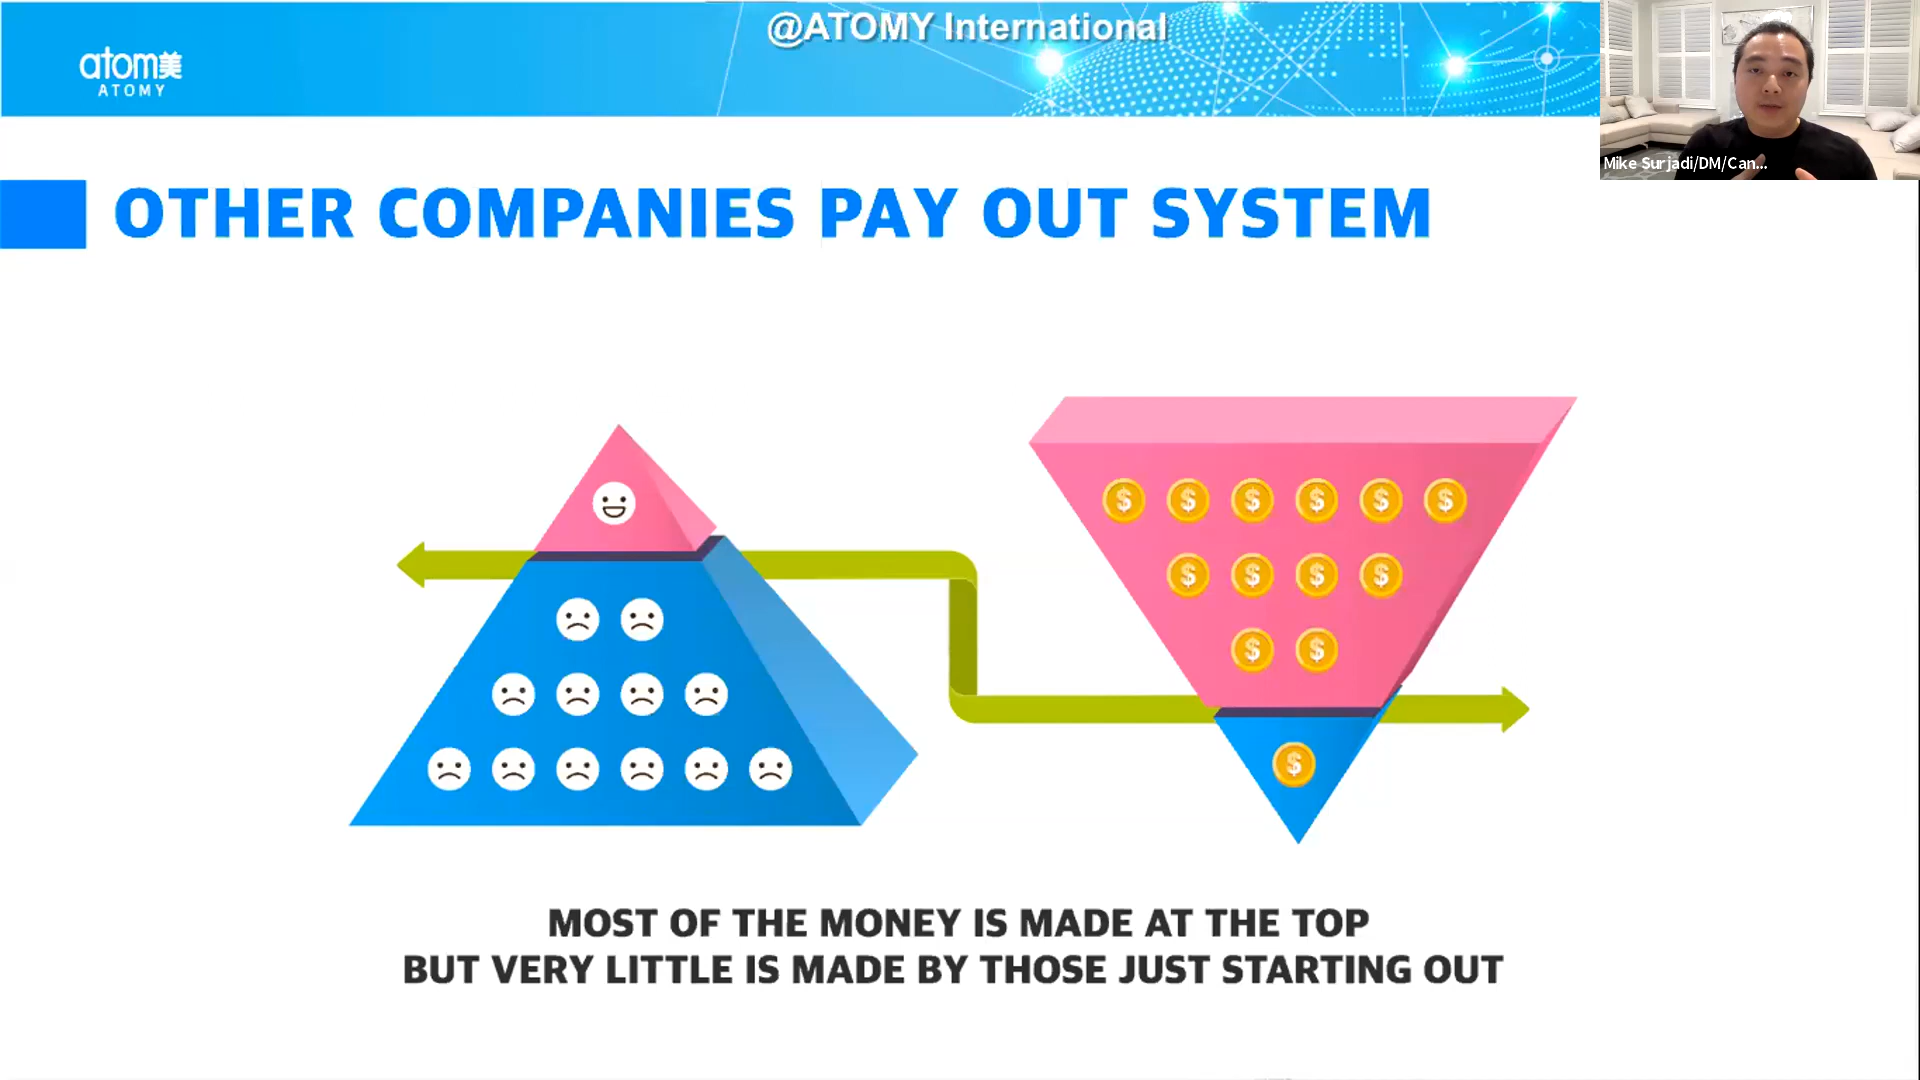 @ATOMY International
atom美
ATOMY
Mike Surjadi/DM/Can...
OTHER COMPANIES PAY OUT SYSTEM
$ $ $ $ $ $
$ $ $ $
$ $
$
MOST OF THE MONEY IS MADE AT THE TOP
BUT VERY LITTLE IS MADE BY THOSE JUST STARTING OUT